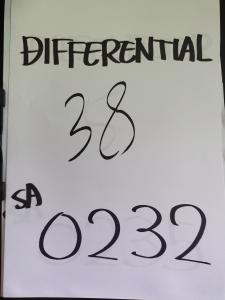 DIFFERENTIAL
38
SA 0232